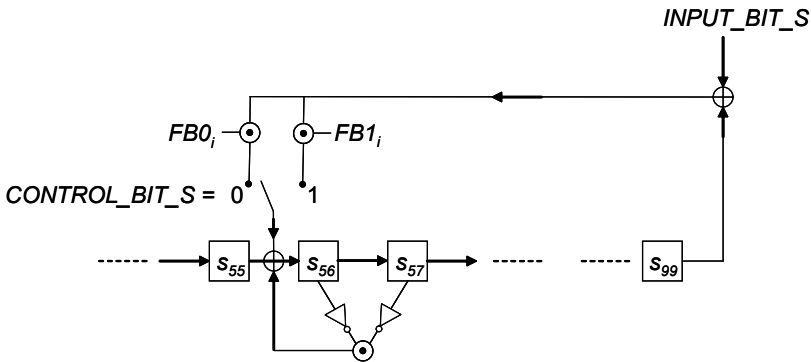 INPUT_BIT_S
FB0i
FB1i
CONTROL_BIT_S = 0
1
s55
s56
s57
s99